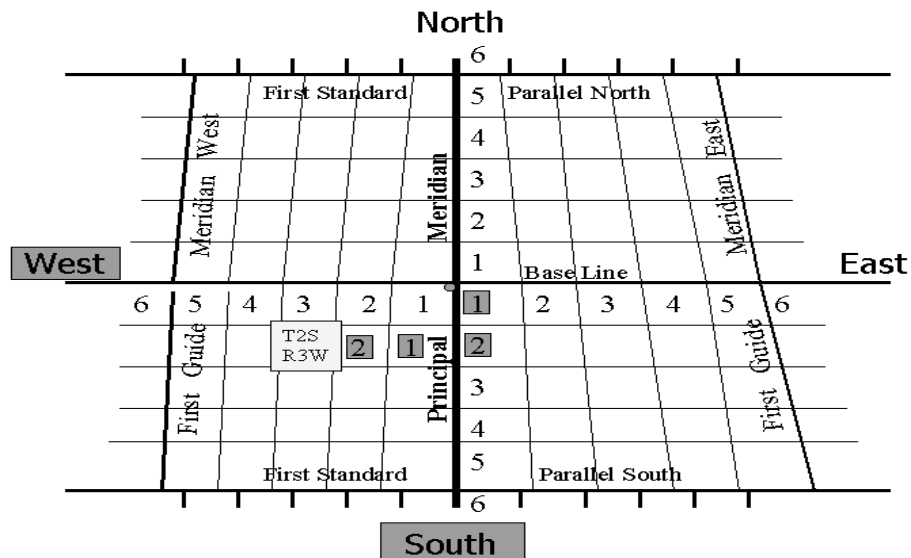 North
6
First Standard Parallel North
5
4
3
2
1
Meridian West
Meridian
Meridian East
West
East
Base Line
6 5 4 3 2 1 1 2 3 4 5 6
T2S
R3W
2 1 2
First Guide
Principal
First Guide
3
4
5
First Standard Parallel South
6
South